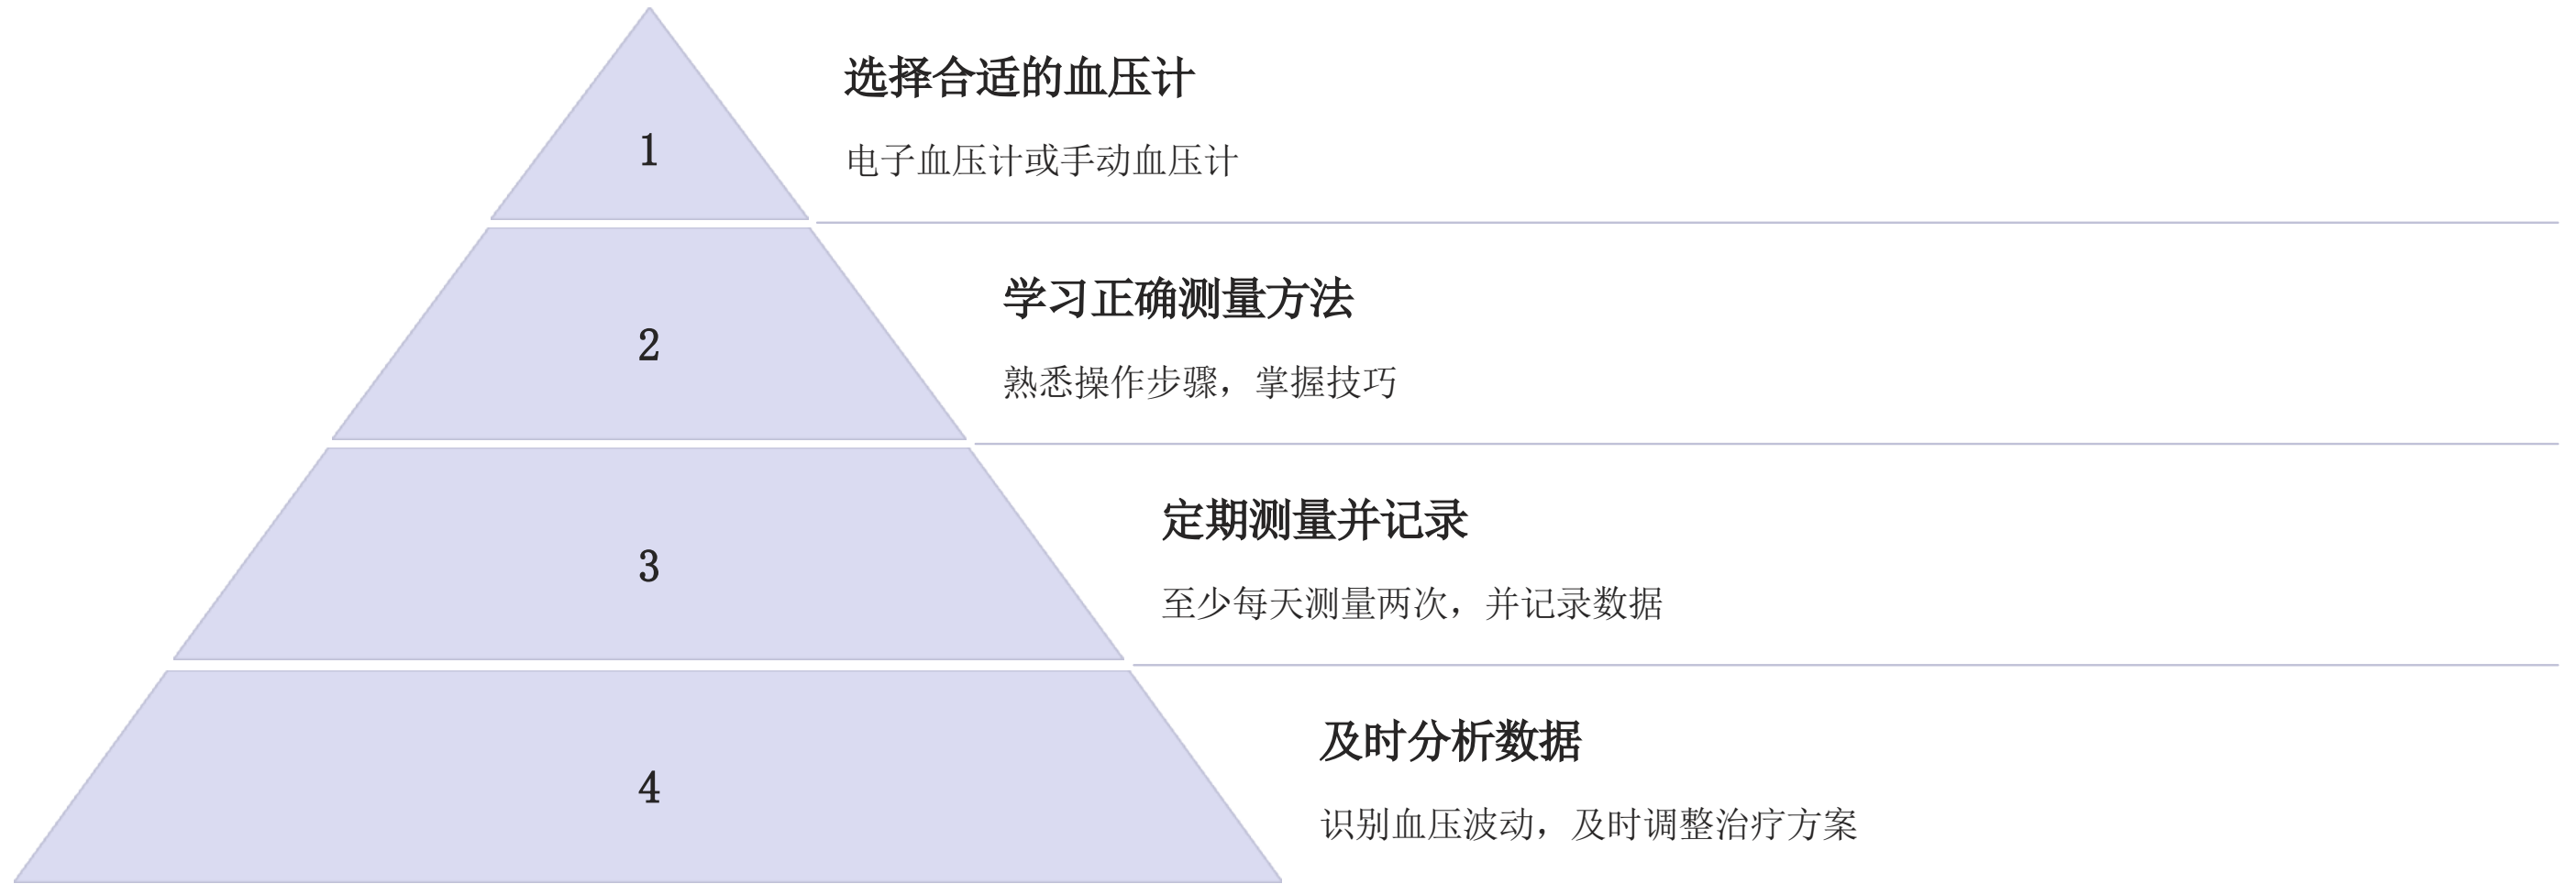 1
选择合适的血压计
电子血压计或手动血压计
2
学习正确测量方法
熟悉操作步骤，掌握技巧
3
定期测量并记录
至少每天测量两次，并记录数据
4
及时分析数据
识别血压波动，及时调整治疗方案